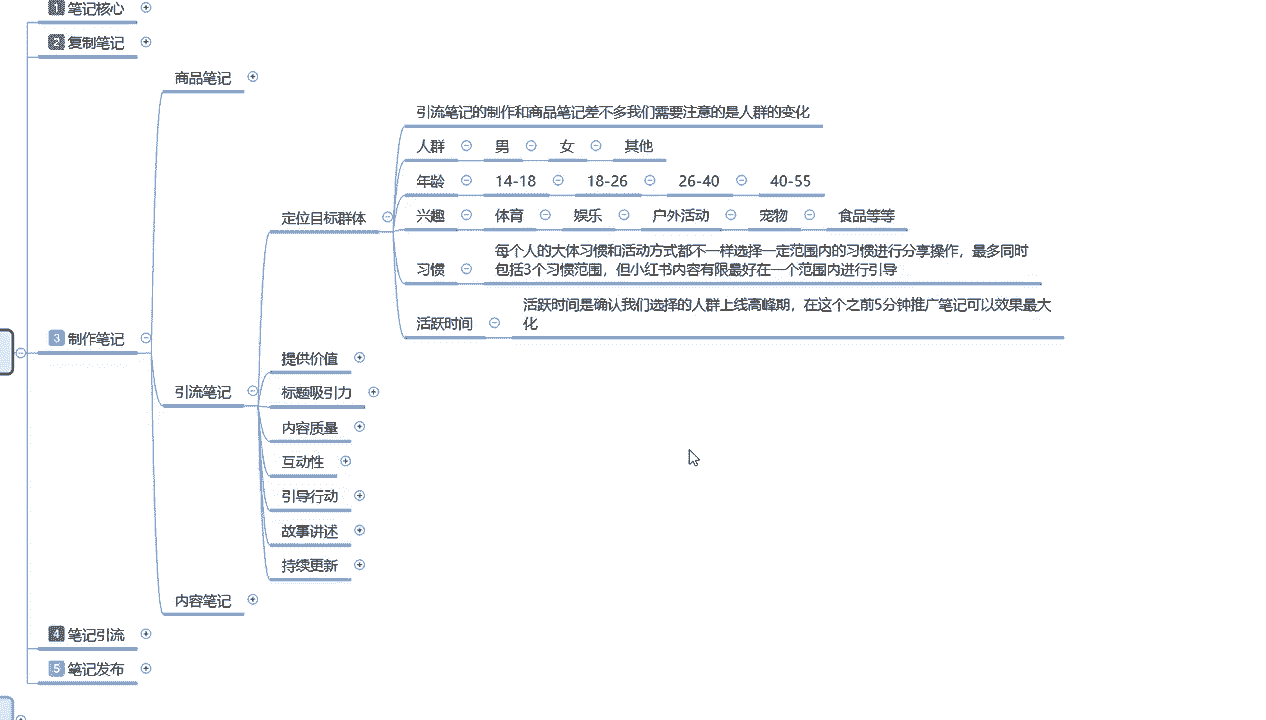 1 笔记核心
2 复制笔记
商品笔记
引流笔记的制作和商品笔记差不多我们需要注意的是人群的变化
人群 男 女 其他
年龄 14-18 18-26 26-40 40-55
兴趣 体育 娱乐 户外活动 宠物 食品等等
定位目标群体
每个人的大体习惯和活动方式都不一样选择一定范围内的习惯进行分享操作，最多同时
习惯
包括3个习惯范围，但小红书内容有限最好在一个范围内进行引导
活跃时间是确认我们选择的人群上线高峰期，在这个之前5分钟推广笔记可以效果最大
活跃时间
化
3 制作笔记
提供价值
引流笔记
标题吸引力
内容质量
互动性
引导行动
故事讲述
持续更新
内容笔记
4 笔记引流
5 笔记发布